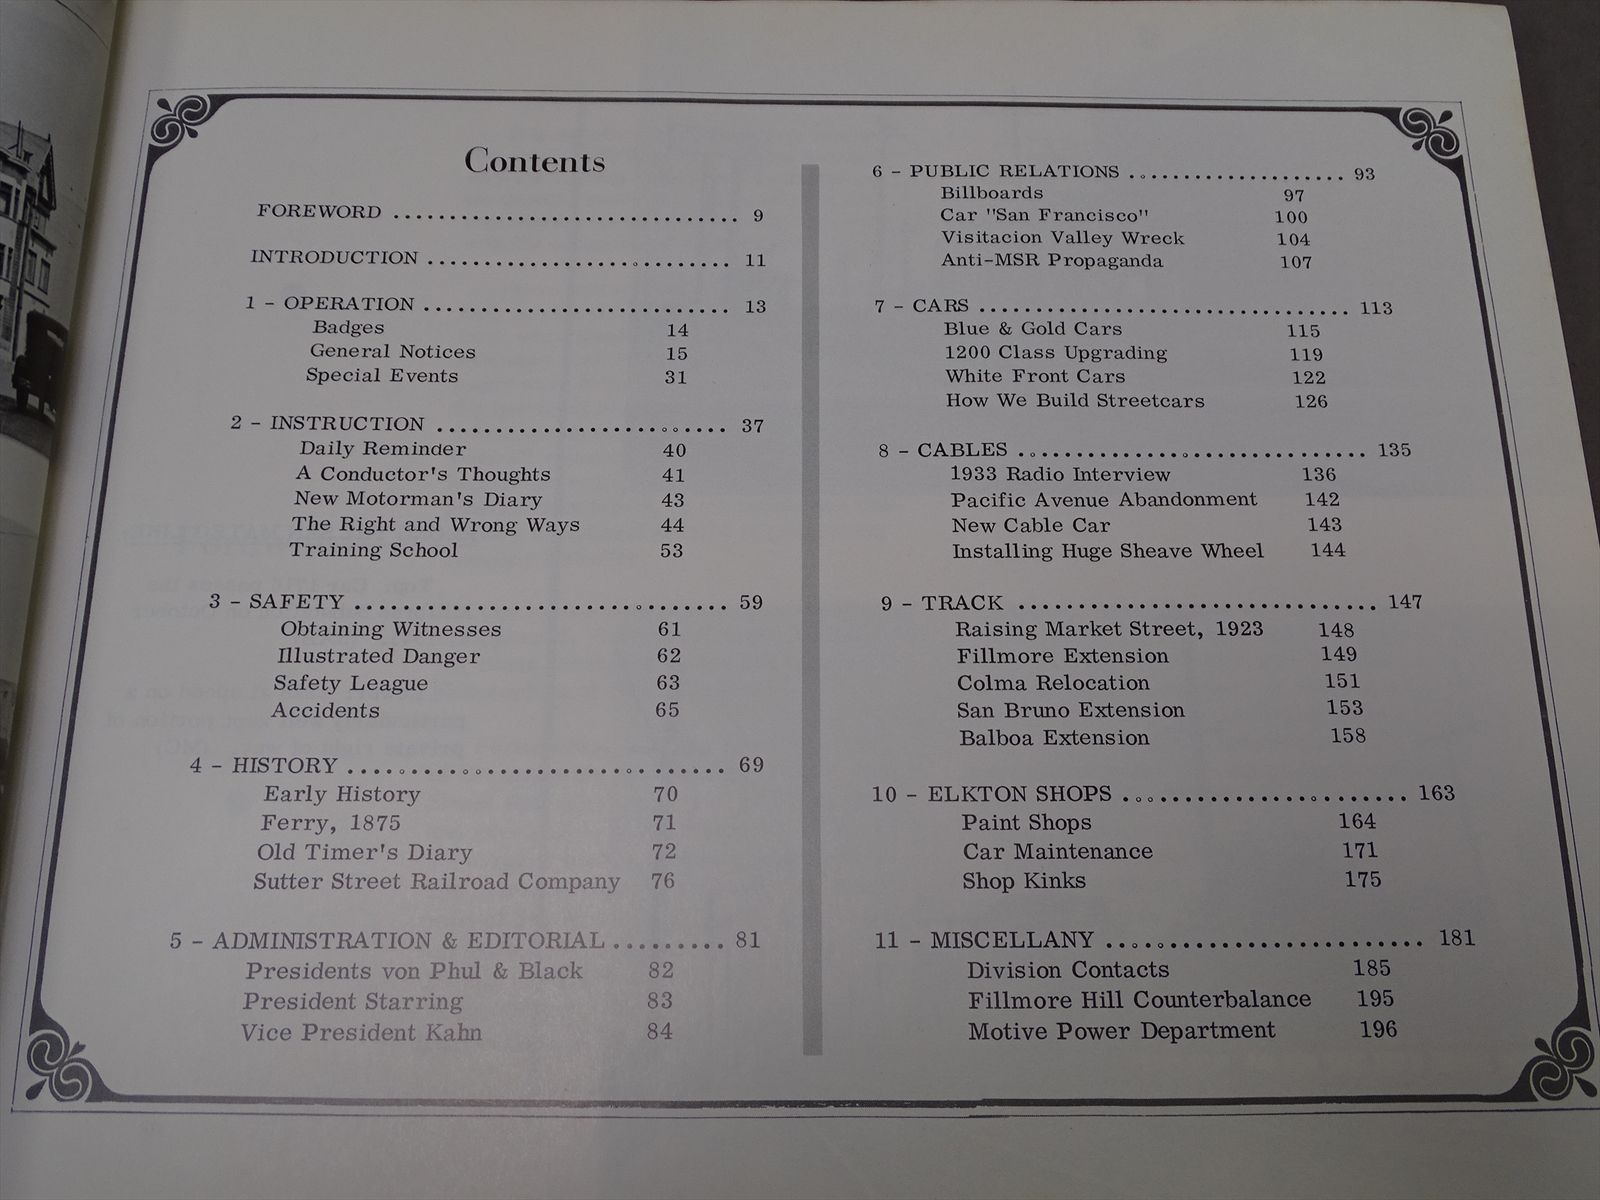 Contents
FOREWORD ............................... 9
INTRODUCTION ........................... 11
1 - OPERATION ............................ 13
Badges 14
General Notices 15
Special Events 31
2 - INSTRUCTION .......................... 37
Daily Reminder 40
A Conductor's Thoughts 41
New Motorman's Diary 43
The Right and Wrong Ways 44
Training School 53
3 - SAFETY .................................. 59
Obtaining Witnesses 61
Illustrated Danger 62
Safety League 63
Accidents 65
4 - HISTORY .................................. 69
Early History 70
Ferry, 1875 71
Old Timer's Diary 72
Sutter Street Railroad Company 76
5 - ADMINISTRATION & EDITORIAL ......... 81
Presidents von Phul & Black 82
President Starring 83
Vice President Kahn 84
6 - PUBLIC RELATIONS .................... 93
Billboards 97
Car "San Francisco" 100
Visitacion Valley Wreck 104
Anti-MSR Propaganda 107
7 - CARS ................................. 113
Blue & Gold Cars 115
1200 Class Upgrading 119
White Front Cars 122
How We Build Streetcars 126
8 - CABLES ............................... 135
1933 Radio Interview 136
Pacific Avenue Abandonment 142
New Cable Car 143
Installing Huge Sheave Wheel 144
9 - TRACK ............................... 147
Raising Market Street, 1923 148
Fillmore Extension 149
Colma Relocation 151
San Bruno Extension 153
Balboa Extension 158
10 - ELKTON SHOPS ......................... 163
Paint Shops 164
Car Maintenance 171
Shop Kinks 175
11 - MISCELLANY ........................... 181
Division Contacts 185
Fillmore Hill Counterbalance 195
Motive Power Department 196